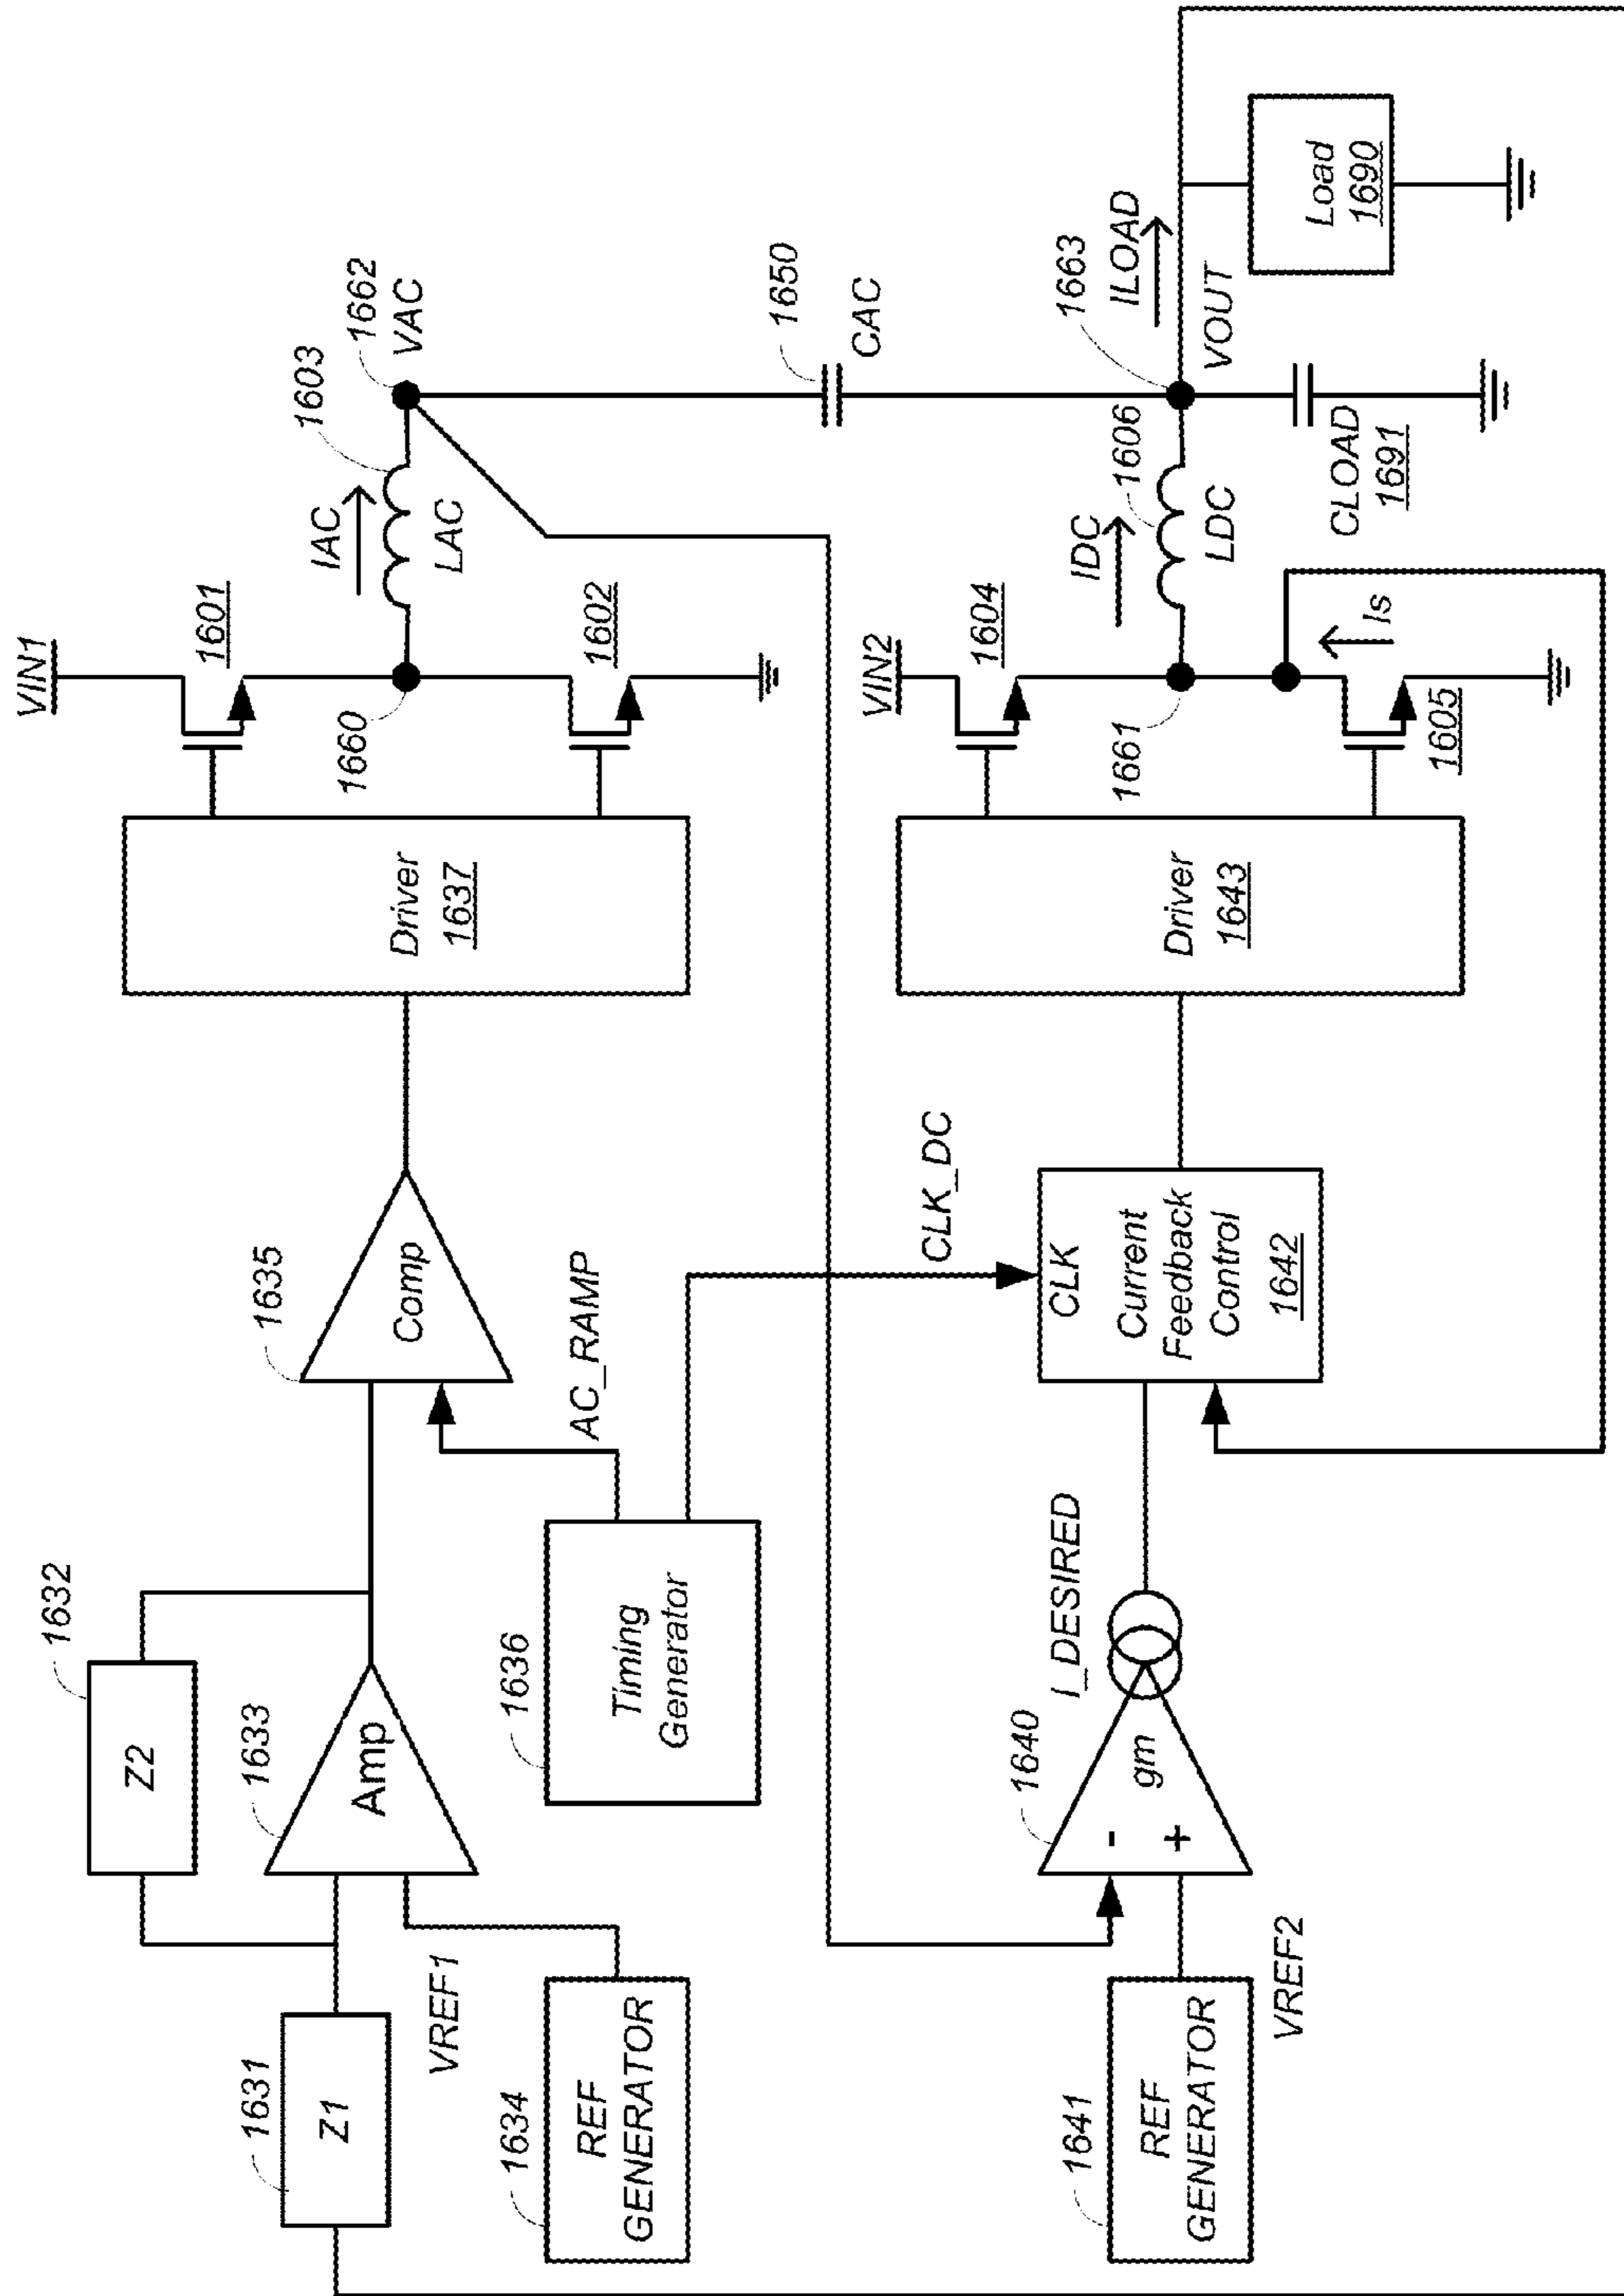 1631
Z1
1632
Z2
1633
Amp
VREF1
1634
REF
GENERATOR
1635
Comp
AC_RAMP
1636
Timing
Generator
Driver
1637
VIN1
1601
1660
1602
IAC
LAC
1603
1662
VAC
1650
CAC
1641
REF
GENERATOR
VREF2
1640
-
+
gm
I_DESIRED
CLK_DC
CLK
Current
Feedback
Control
1642
Driver
1643
VIN2
1604
1661
1605
Is
IDC
LDC
1606
1663
ILOAD
VOUT
CLOAD
1691
Load
1690